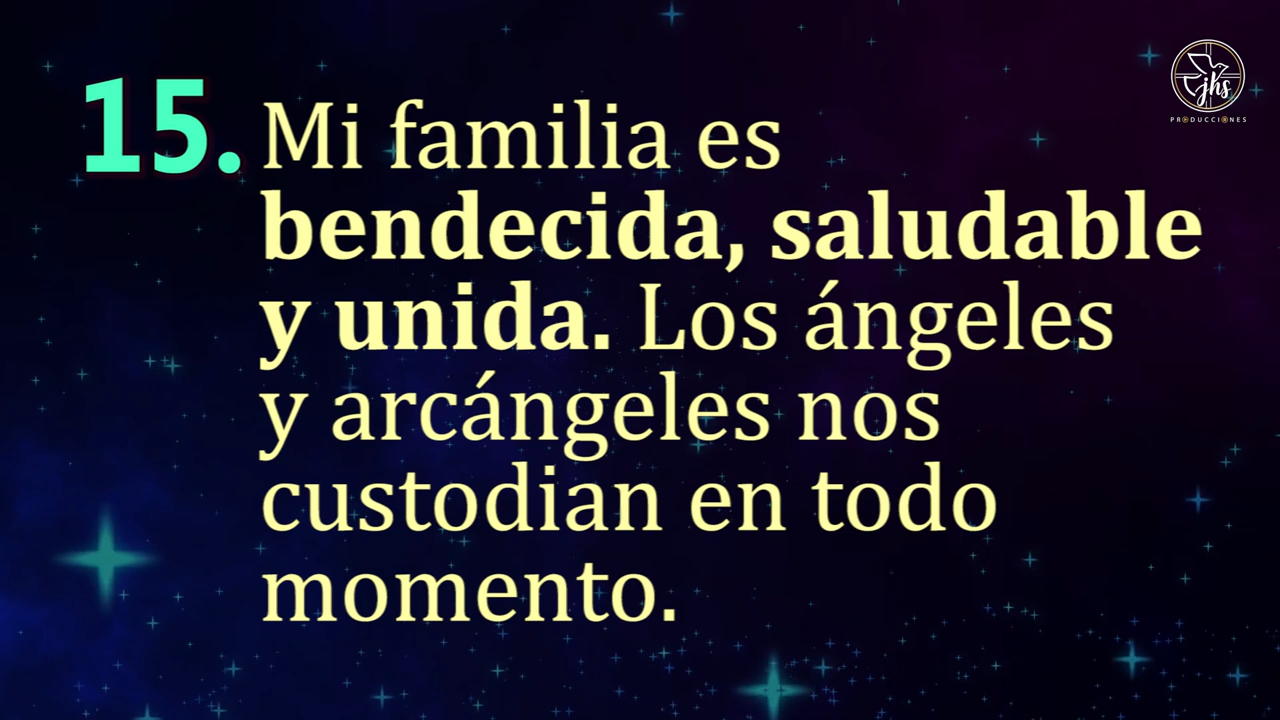 15. Mi familia es
bendecida, saludable
y unida. Los ángeles
y arcángeles nos
custodian en todo
momento.
jhs
PRODUCCIONES